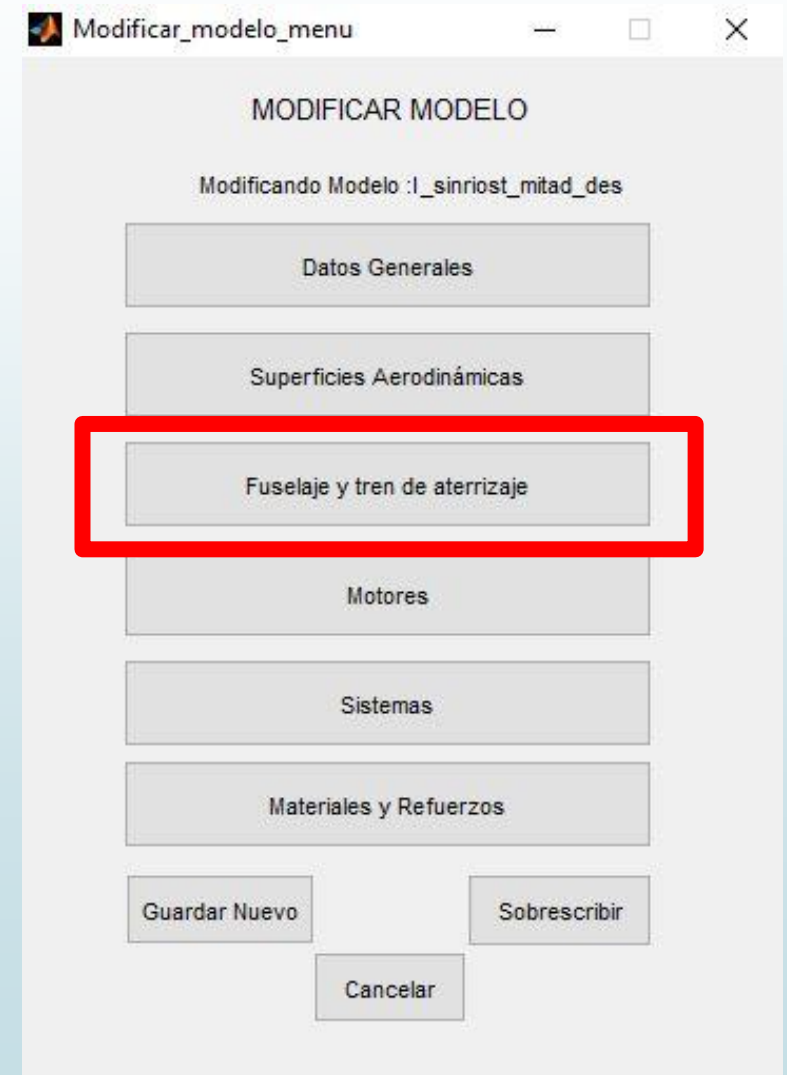 Modificar_modelo_menu
MODIFICAR MODELO
Modificando Modelo :I_sinriost_mitad_des
Datos Generales
Superficies Aerodinámicas
Fuselaje y tren de aterrizaje
Motores
Sistemas
Materiales y Refuerzos
Guardar Nuevo
Sobrescribir
Cancelar